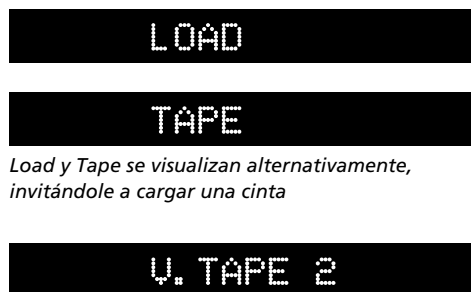 LOAD
TAPE
Load y Tape se visualizan alternativamente,
invitándole a cargar una cinta
V. TAPE 2